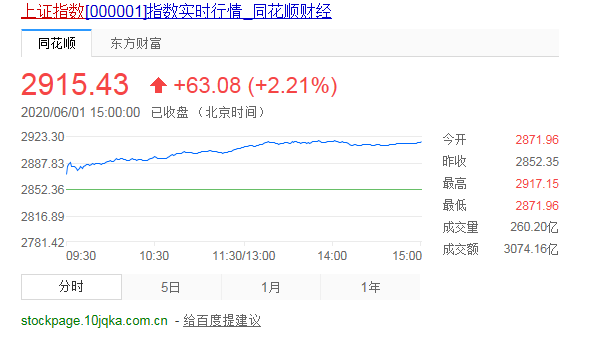 上证指数[000001]指数实时行情_同花顺财经
同花顺 东方财富
2915.43 +63.08 (+2.21%)
2020/06/01 15:00:00 已收盘 (北京时间)
2923.30
2887.83
2852.36
2816.89
2781.42
09:30 10:30 11:30/13:00 14:00 15:00
今开 2871.96
昨收 2852.35
最高 2917.15
最低 2871.96
成交量 260.20亿
成交额 3074.16亿
分时 5日 1月 1年
stockpage.10jqka.com.cn - 给百度提建议